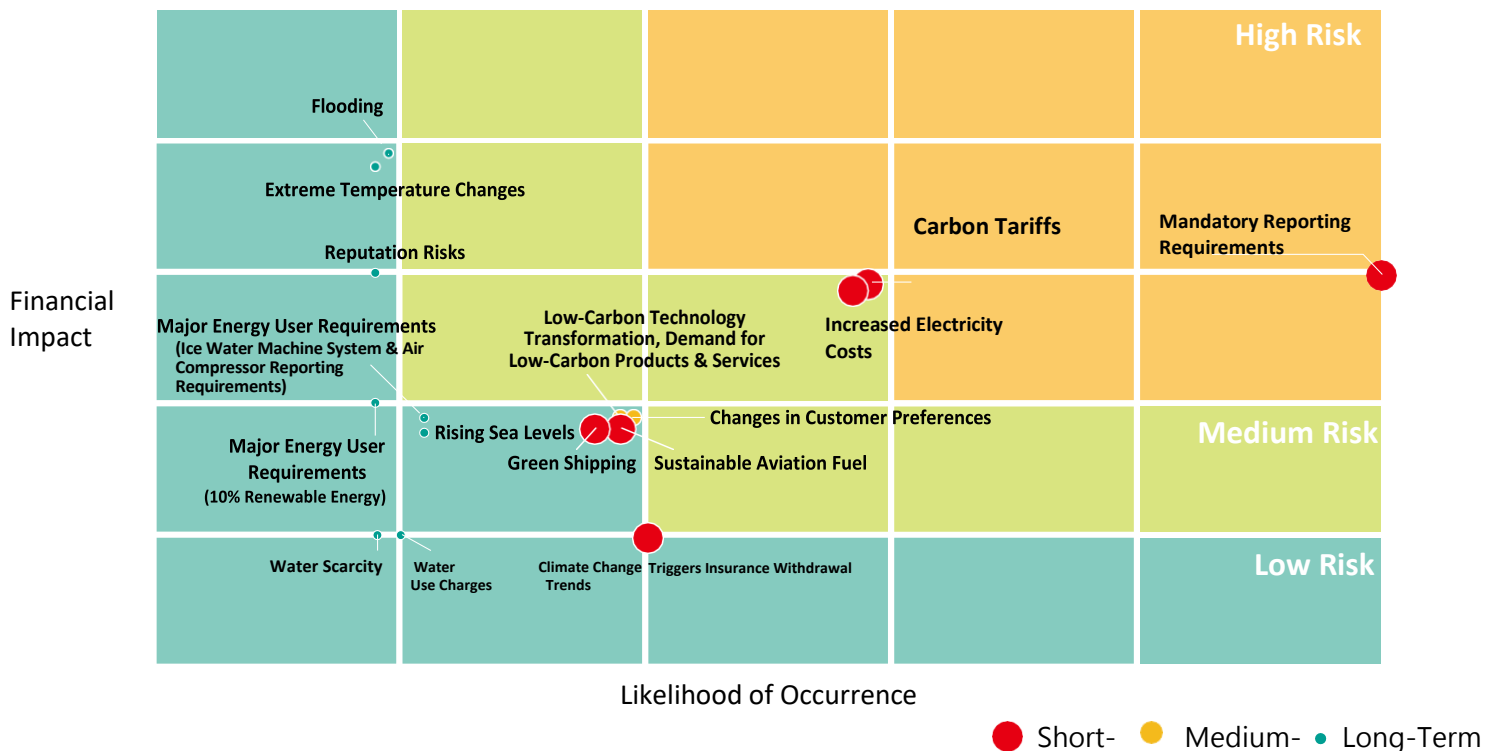 High Risk
Flooding
Extreme Temperature Changes
Carbon Tariffs
Mandatory Reporting
Requirements
Reputation Risks
Financial
Impact
Major Energy User Requirements
(Ice Water Machine System & Air
Compressor Reporting
Requirements)
Low-Carbon Technology
Transformation, Demand for
Low-Carbon Products & Services
Increased Electricity
Costs
Changes in Customer Preferences
Rising Sea Levels
Medium Risk
Major Energy User
Requirements
(10% Renewable Energy)
Green Shipping
Sustainable Aviation Fuel
Water Scarcity
Water
Use Charges
Climate Change Triggers Insurance Withdrawal
Trends
Low Risk
Likelihood of Occurrence
Short- Medium- Long-Term